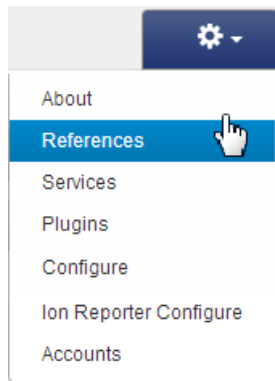 About
References
Services
Plugins
Configure
Ion Reporter Configure
Accounts